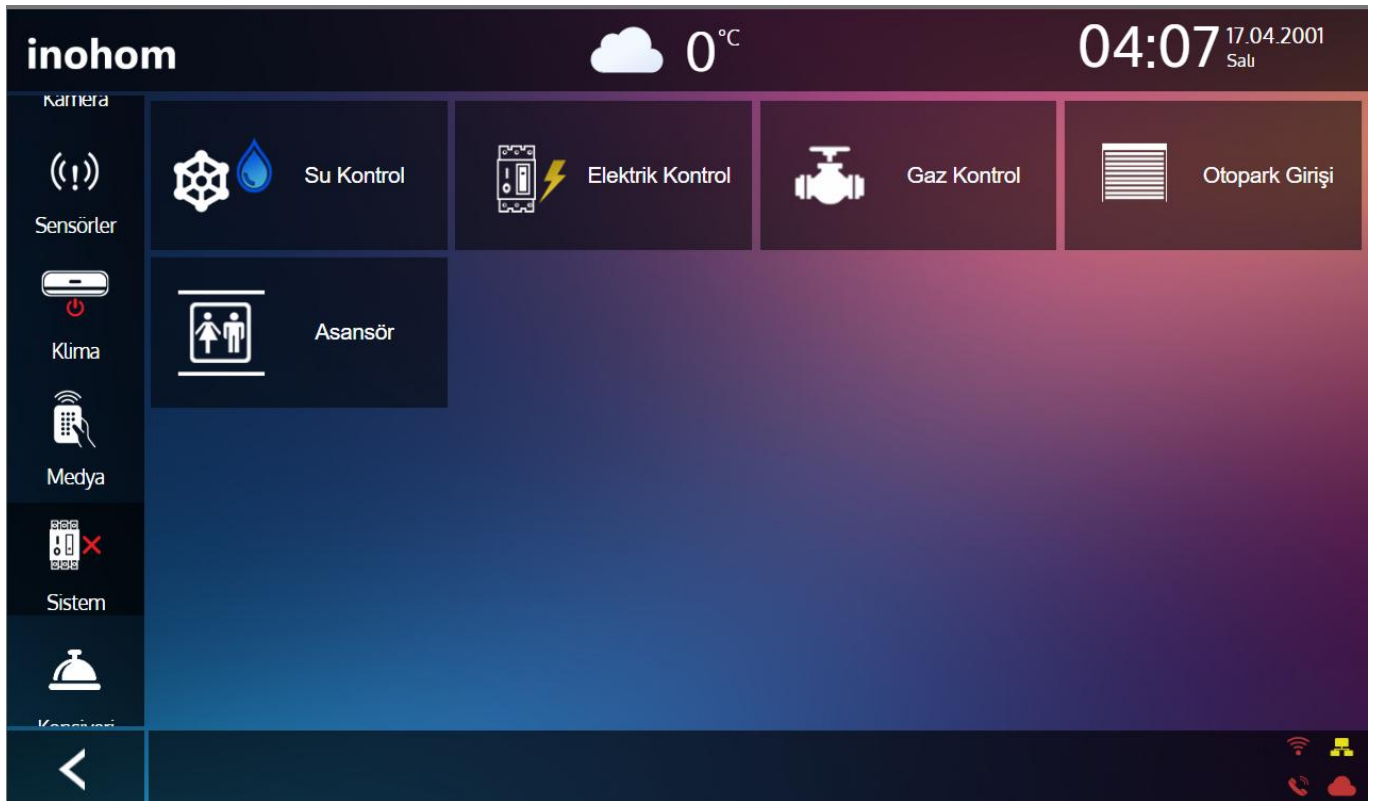 inohom
0°C
04:07
17.04.2001
Salı
Kamera
Sensörler
Klima
Medya
Sistem
Su Kontrol
Elektrik Kontrol
Gaz Kontrol
Otopark Girişi
Asansör